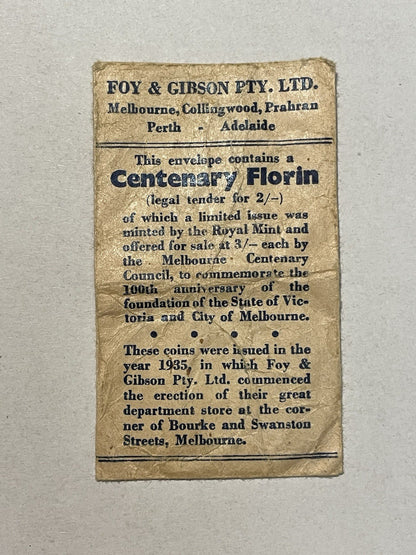 FOY & GIBSON PTY. LTD.
Melbourne, Collingwood, Prahran
Perth - Adelaide
This envelope contains a
Centenary Florin
(legal tender for 2/—)
of which a limited issue was
minted by the Royal Mint and
offered for sale at 3/— each by
the Melbourne Centenary
Council, to commemorate the
100th anniversary of the
foundation of the State of Vic-
toria and City of Melbourne.
• • • •
These coins were issued in the
year 1935, in which Foy &
Gibson Pty. Ltd. commenced
the erection of their great
department store at the cor-
ner of Bourke and Swanston
Streets, Melbourne.